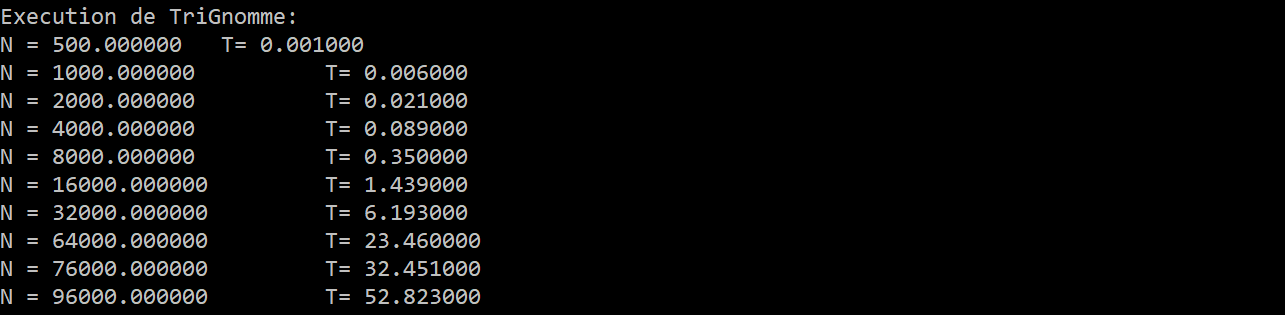 Execution de TriGnomme:
N = 500.000000   T= 0.001000
N = 1000.000000          T= 0.006000
N = 2000.000000          T= 0.021000
N = 4000.000000          T= 0.089000
N = 8000.000000          T= 0.350000
N = 16000.000000         T= 1.439000
N = 32000.000000         T= 6.193000
N = 64000.000000         T= 23.460000
N = 76000.000000         T= 32.451000
N = 96000.000000         T= 52.823000